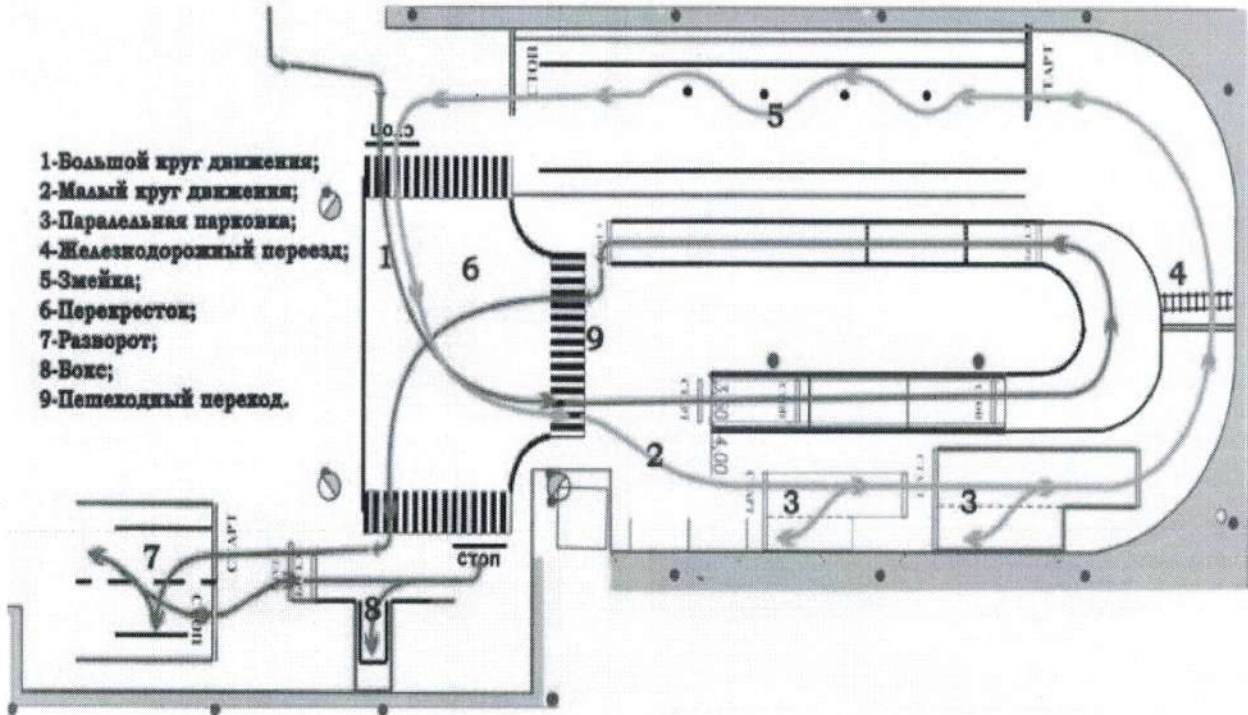 1-Большой круг движения;
2-Малый круг движения;
3-Паралельная парковка;
4-Железнодорожный переезд;
5-Змейка;
6-Перекресток;
7-Разворот;
8-Бокс;
9-Пешеходный переход.
СТОП
СТАРТ
СТОП
1
2
3
3
4
5
6
7
8
9
СТОП
СТАРТ
СТОП
4,00